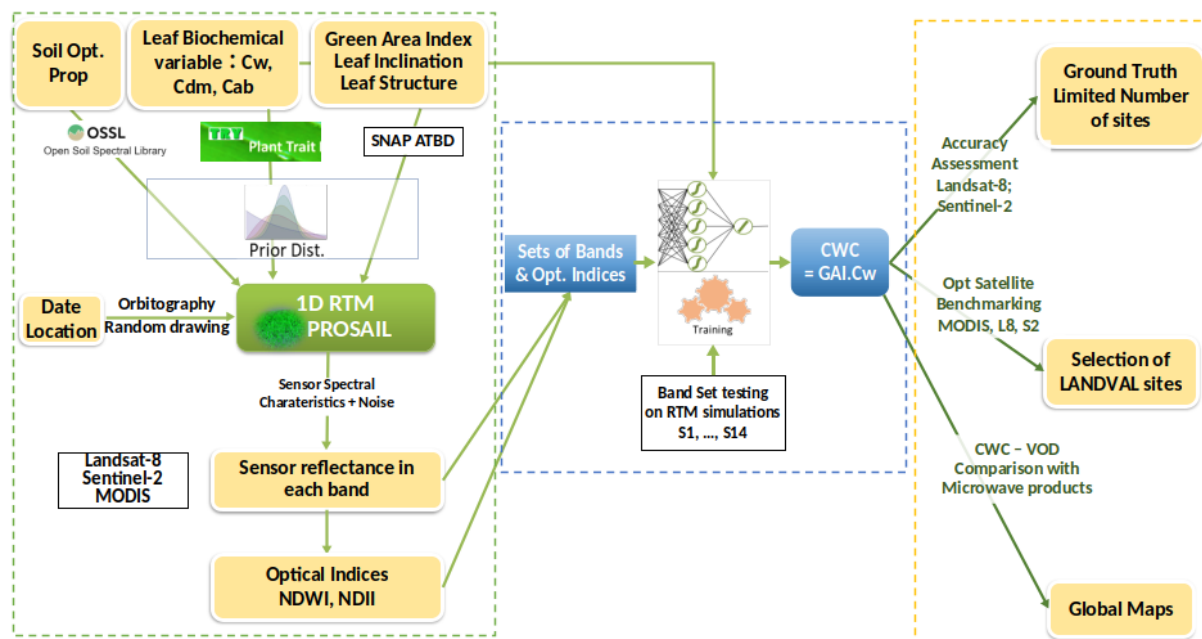 Soil Opt.
Prop
Leaf Biochemical
variable：Cw,
Cdm, Cab
Green Area Index
Leaf Inclination
Leaf Structure
OSSL
Open Soil Spectral Library
TRY
Plant Trait
SNAP ATBD
Prior Dist.
Date
Location
Orbitography
Random drawing
1D RTM
PROSAIL
Sensor Spectral
Charateristics + Noise
Landsat-8
Sentinel-2
MODIS
Sensor reflectance in
each band
Optical Indices
NDWI, NDII
Sets of Bands
& Opt. Indices
Training
Band Set testing
on RTM simulations
S1, ..., S14
CWC
= GAI.Cw
Accuracy
Assessment
Landsat-8;
Sentinel-2
Ground Truth
Limited Number
of sites
Opt Satellite
Benchmarking
MODIS, L8, S2
Selection of
LANDVAL sites
CWC – VOD
Comparison with
Microwave products
Global Maps